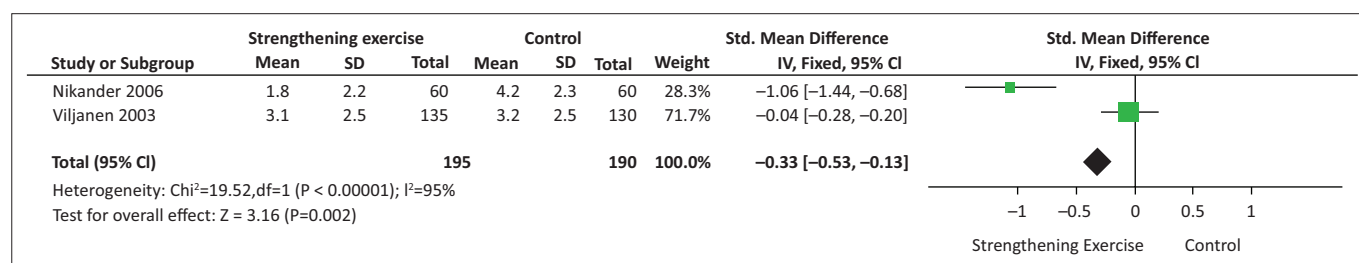 Strengthening exercise Control Std. Mean Difference Std. Mean Difference
Study or Subgroup Mean SD Total Mean SD Total Weight IV, Fixed, 95% Cl IV, Fixed, 95% Cl
Nikander 2006 1.8 2.2 60 4.2 2.3 60 28.3% −1.06 [−1.44, −0.68]
Viljanen 2003 3.1 2.5 135 3.2 2.5 130 71.7% −0.04 [−0.28, −0.20]
Total (95% Cl) 195 190 100.0% −0.33 [−0.53, −0.13]
Heterogeneity: Chi²=19.52,df=1 (P < 0.00001); l²=95%
Test for overall effect: Z = 3.16 (P=0.002)
−1 −0.5 0 0.5 1
Strengthening Exercise Control